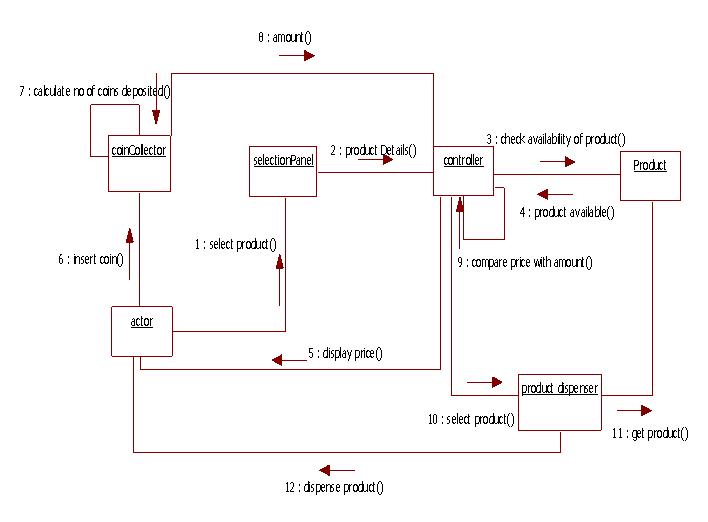 8 : amount()
7 : calculate no of coins deposited()
coinCollector
selectionPanel
2 : product Details()
controller
3 : check availability of product()
Product
4 : product available()
1 : select product()
6 : insert coin()
9 : compare price with amount()
actor
5 : display price()
product dispenser
10 : select product()
11 : get product()
12 : dispense product()